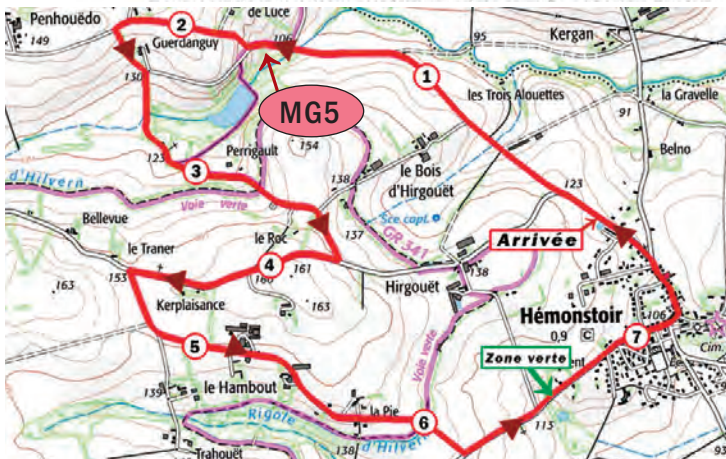 Penhouëdo
149
2
de Luce
Guerdanguy
106
95
Kergan
1
MG5
130
les Trois Alouettes
la Gravelle
91
123
Perrigault
154
Belno
3
138
le Bois
d'Hirgouët
d'Hilvern
Voie verte
Sce capt.
123
Bellevue
le Roc
137
GR 341
Arrivée
le Traner
4
153
161
163
163
138
Hirgouët
Kerplaisance
Hémonstoir
0,9 C
106
7
5
Voie verte
Zone verte
Cim.
139
le Hambout
la Pie
6
113
Rigole
d'Hilvern
Trahouët
138